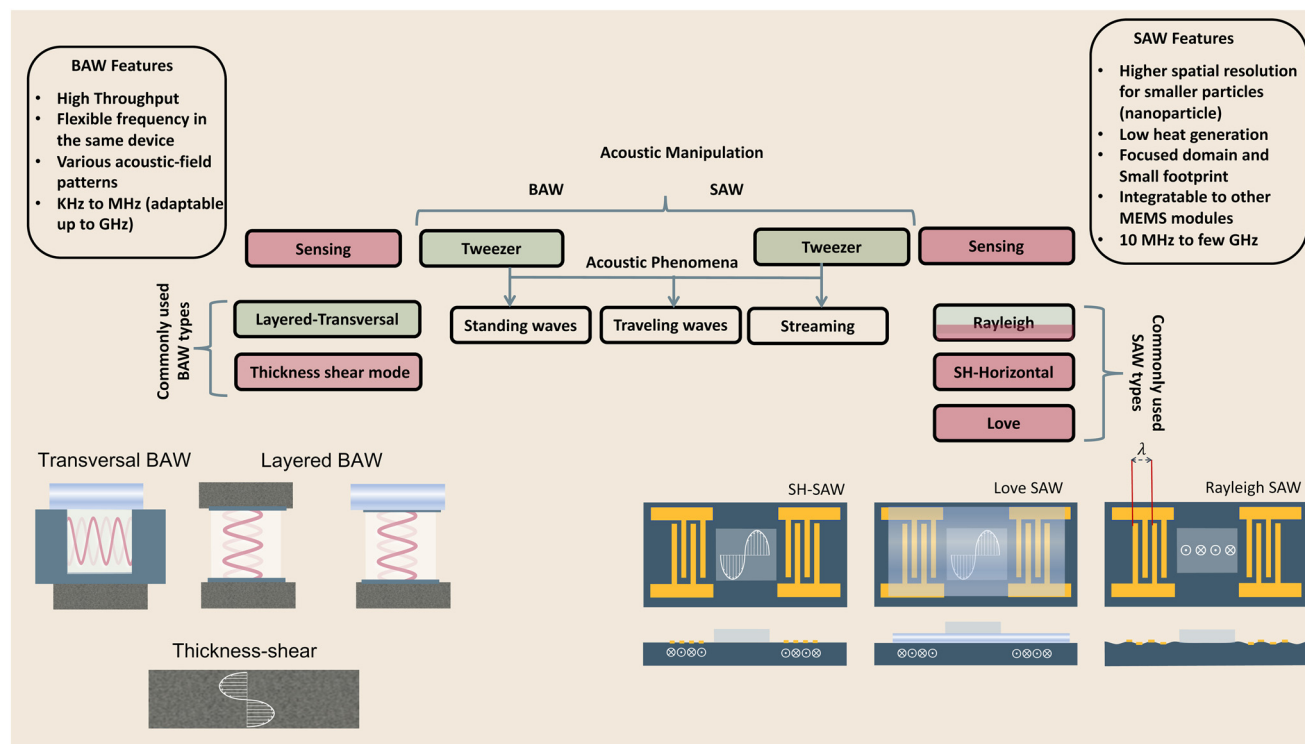 BAW Features
• High Throughput
• Flexible frequency in
the same device
• Various acoustic-field
patterns
• KHz to MHz (adaptable
up to GHz)
SAW Features
• Higher spatial resolution
for smaller particles
(nanoparticle)
• Low heat generation
• Focused domain and
Small footprint
• Integratable to other
MEMS modules
• 10 MHz to few GHz
Acoustic Manipulation
BAW SAW
Sensing
Tweezer
Tweezer
Sensing
Acoustic Phenomena
Standing waves
Traveling waves
Streaming
Commonly used
BAW types
Layered-Transversal
Thickness shear mode
Rayleigh
SH-Horizontal
Love
Commonly used
SAW types
Transversal BAW
Layered BAW
Thickness-shear
SH-SAW
Love SAW
λ
Rayleigh SAW